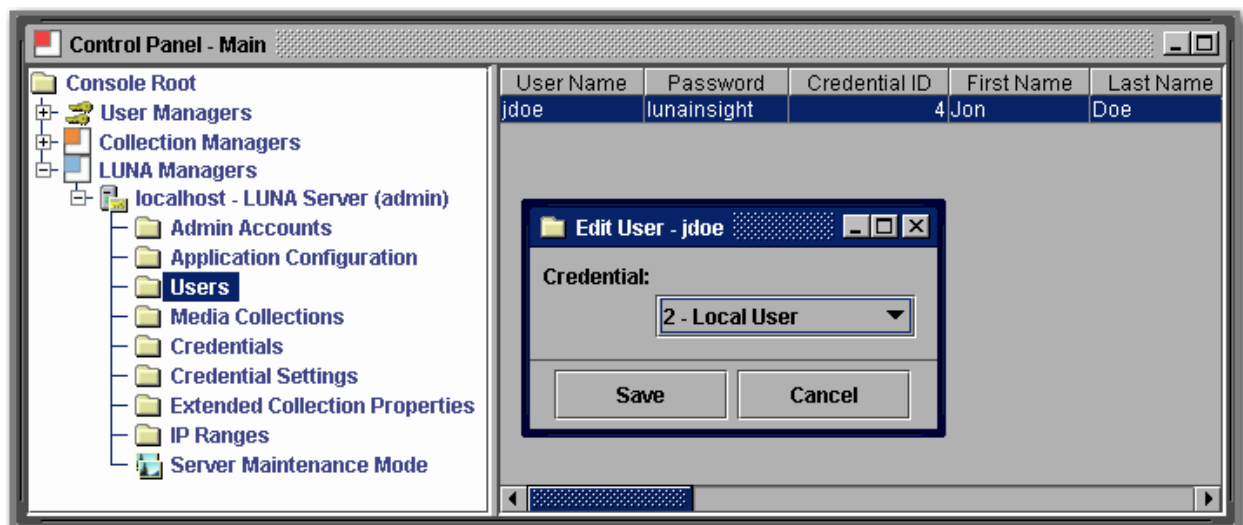 Control Panel - Main
Console Root
User Managers
Collection Managers
LUNA Managers
localhost - LUNA Server (admin)
Admin Accounts
Application Configuration
Users
Media Collections
Credentials
Credential Settings
Extended Collection Properties
IP Ranges
Server Maintenance Mode
User Name Password Credential ID First Name Last Name
jdoe lunainsight 4 Jon Doe
Edit User - jdoe
Credential:
2 - Local User
Save Cancel